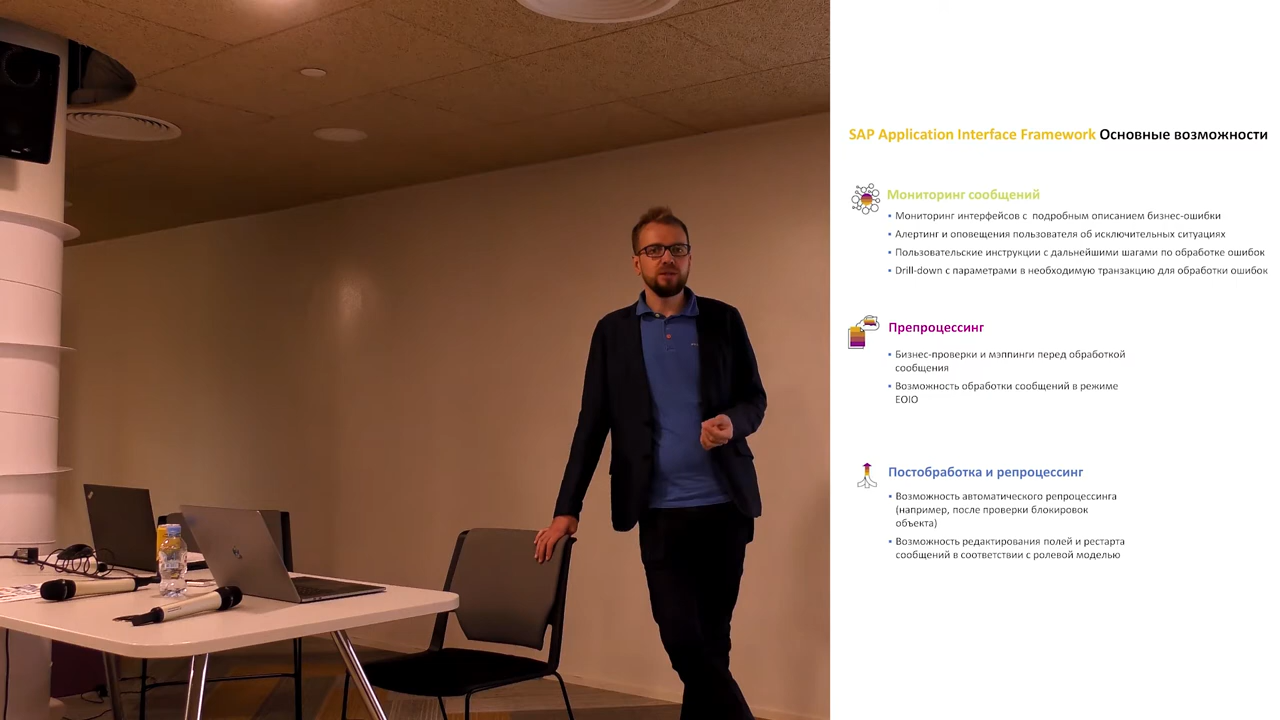 SAP Application Interface Framework Основные возможности
Мониторинг сообщений
• Мониторинг интерфейсов с подробным описанием бизнес-ошибки
• Алертинг и оповещения пользователя об исключительных ситуациях
• Пользовательские инструкции с дальнейшими шагами по обработке ошибок
• Drill-down с параметрами в необходимую транзакцию для обработки ошибок
Препроцессинг
• Бизнес-проверки и мэппинги перед обработкой
сообщения
• Возможность обработки сообщений в режиме
EOIO
Постобработка и репроцессинг
• Возможность автоматического репроцессинга
(например, после проверки блокировок
объекта)
• Возможность редактирования полей и рестарта
сообщений в соответствии с ролевой моделью